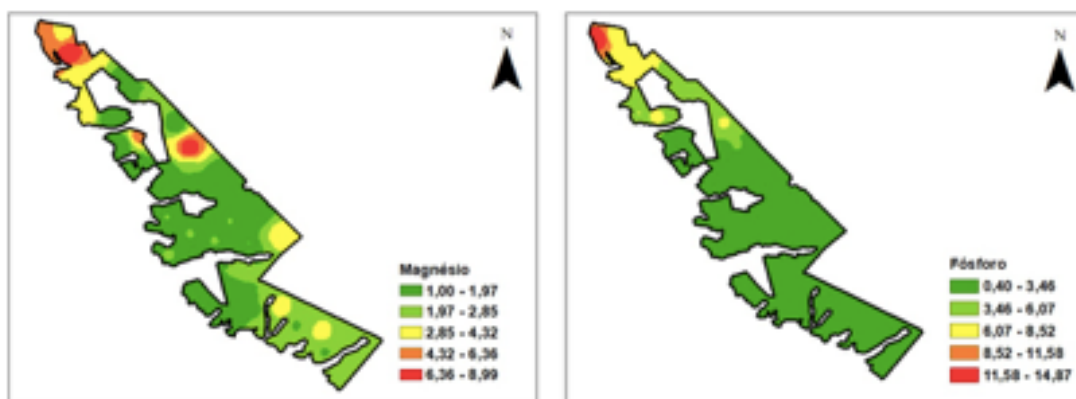 N
Magnésio
1,00 - 1,97
1,97 - 2,85
2,85 - 4,32
4,32 - 6,36
6,36 - 8,99
N
Fósforo
0,40 - 3,46
3,46 - 6,07
6,07 - 8,52
8,52 - 11,58
11,58 - 14,87